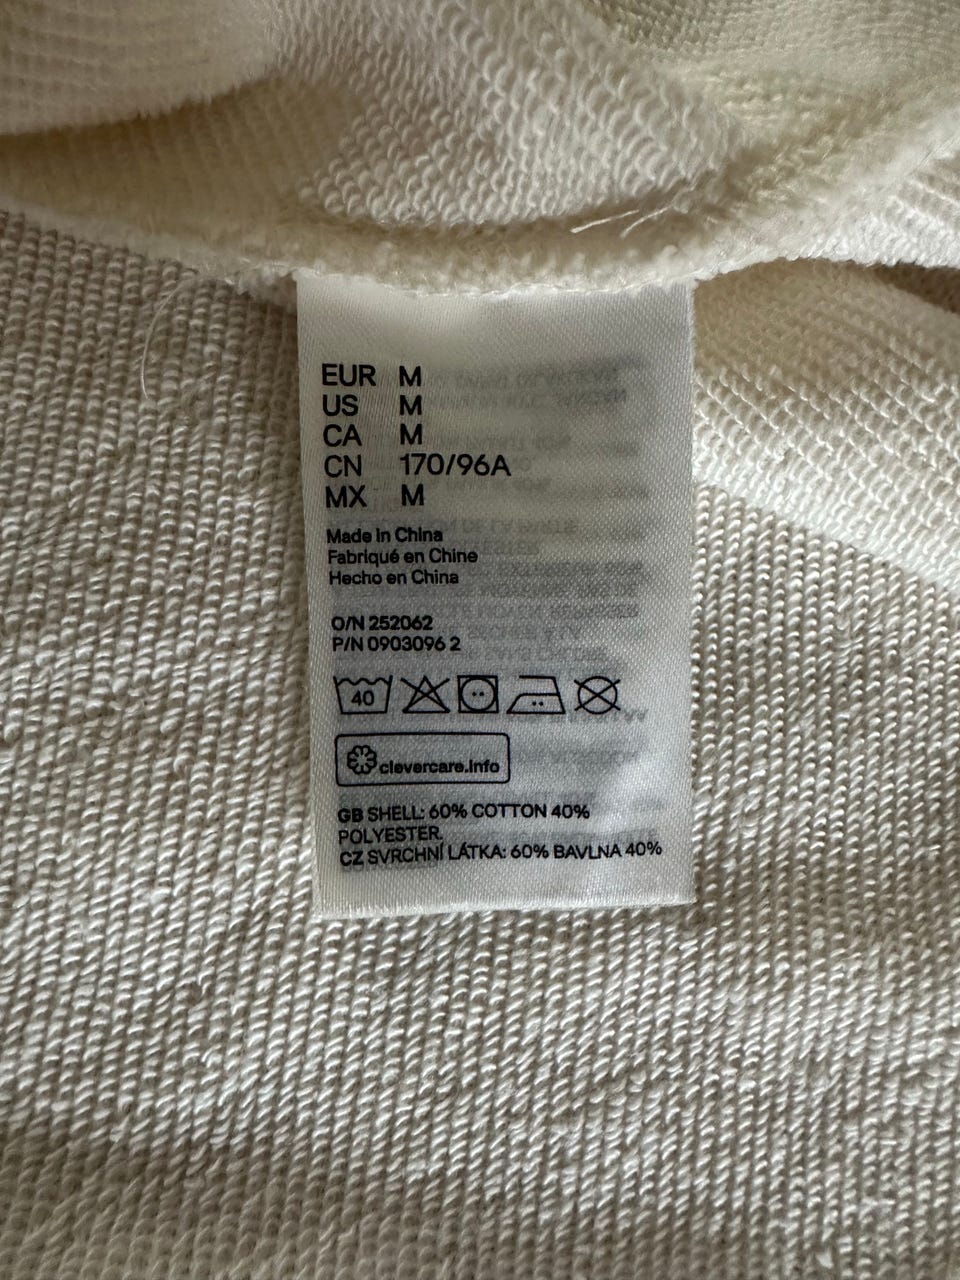 EUR M
US M
CA M
CN 170/96A
MX M
Made in China
Fabriqué en Chine
Hecho en China
O/N 252062
P/N 0903096 2
40
clevercare.info
GB SHELL: 60% COTTON 40%
POLYESTER.
CZ SVRCHNÍ LÁTKA: 60% BAVLNA 40%